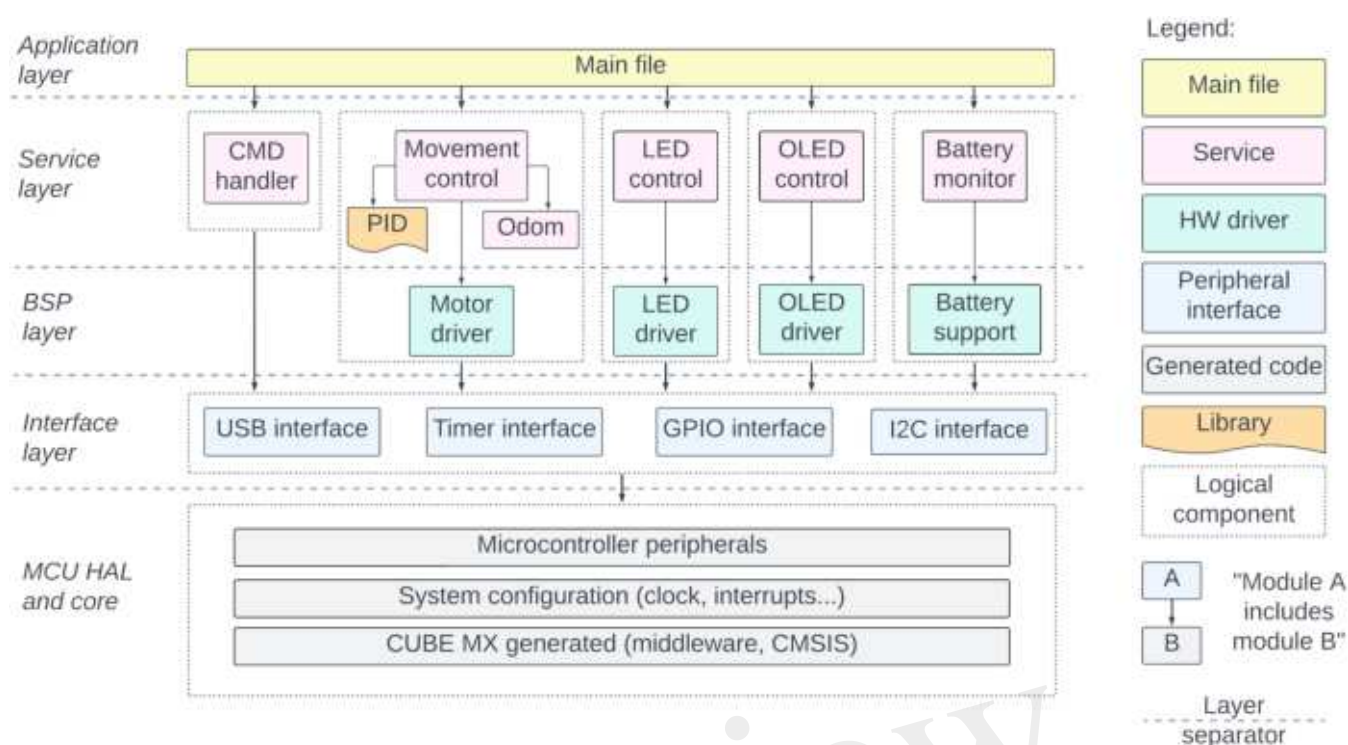 Application
layer
Main file
Service
layer
CMD
handler
Movement
control
PID
Odom
LED
control
OLED
control
Battery
monitor
BSP
layer
Motor
driver
LED
driver
OLED
driver
Battery
support
Interface
layer
USB interface
Timer interface
GPIO interface
I2C interface
MCU HAL
and core
Microcontroller peripherals
System configuration (clock, interrupts...)
CUBE MX generated (middleware, CMSIS)
Legend:
Main file
Service
HW driver
Peripheral
interface
Generated code
Library
Logical
component
A
B
"Module A
includes
module B"
Layer
separator